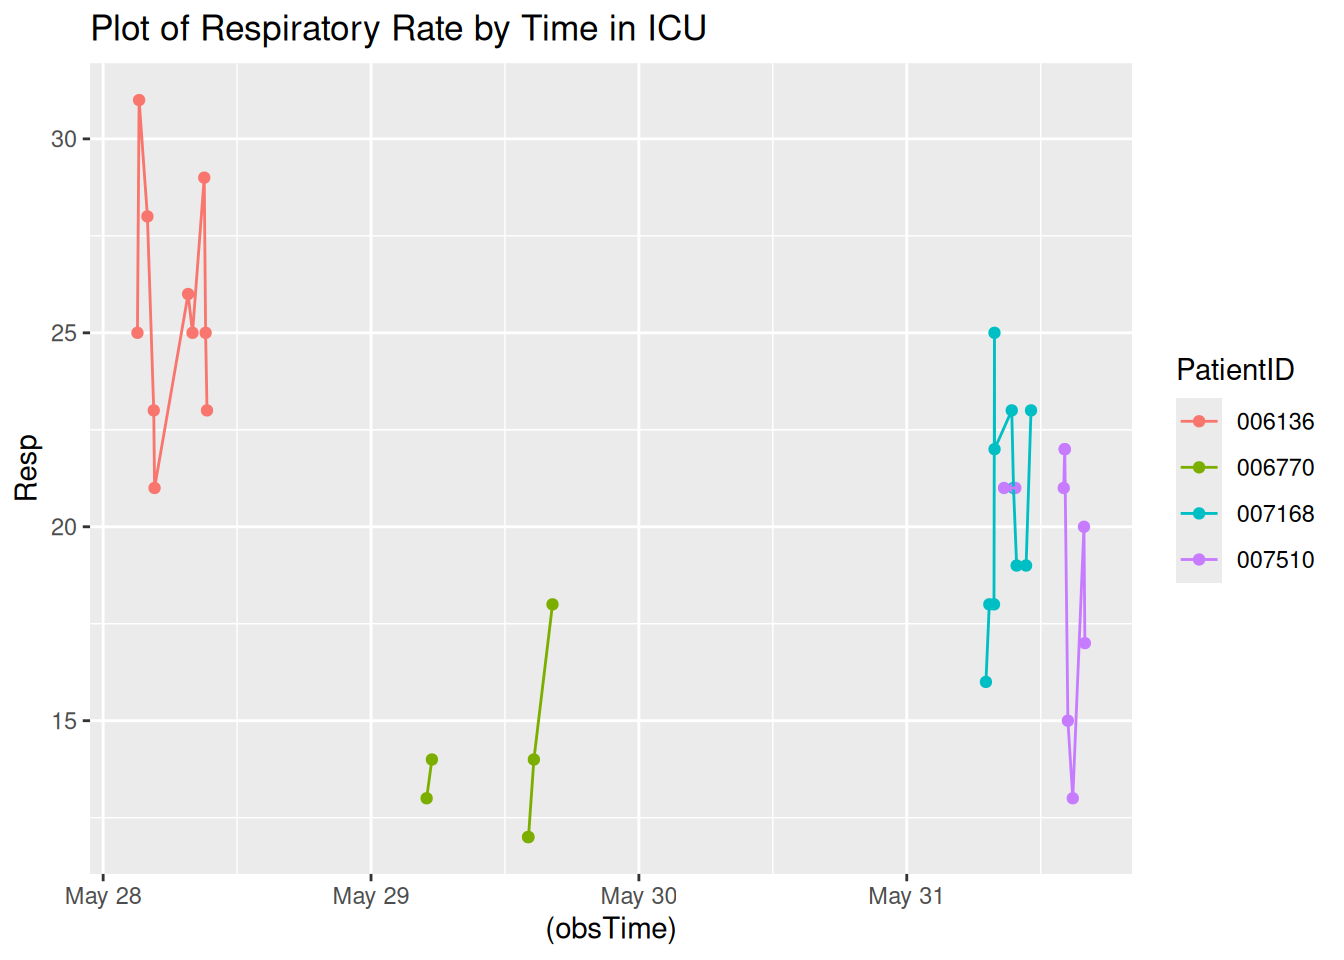 Plot of Respiratory Rate by Time in ICU
30
25
20
15
Resp
May 28
May 29
May 30
May 31
(obsTime)
PatientID
006136
006770
007168
007510